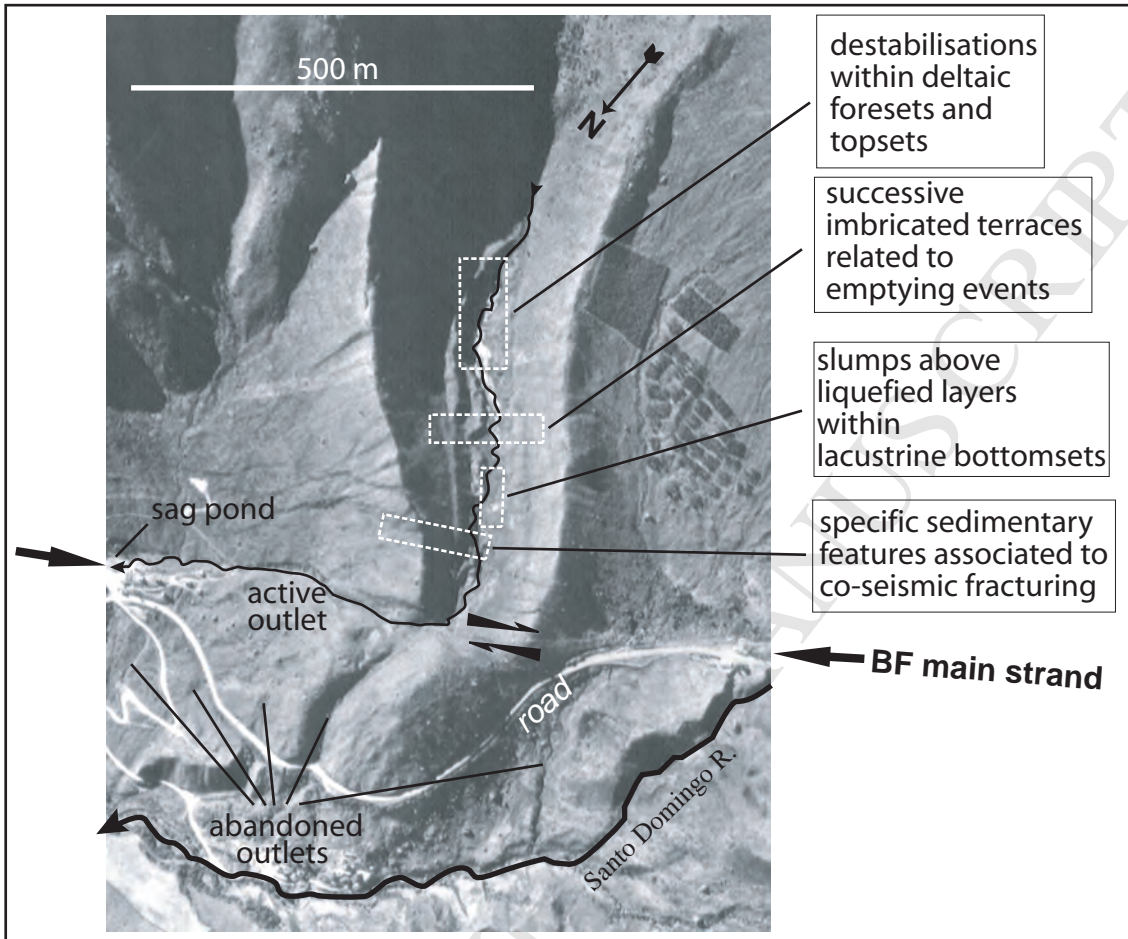 500 m
N
destabilisations
within deltaic
foresets and
topsets
successive
imbricated terraces
related to
emptying events
slumps above
liquefied layers
within
lacustrine bottomsets
specific sedimentary
features associated to
co-seismic fracturing
sag pond
active
outlet
BF main strand
road
Santo Domingo R.
abandoned
outlets
ANUSCRIPT